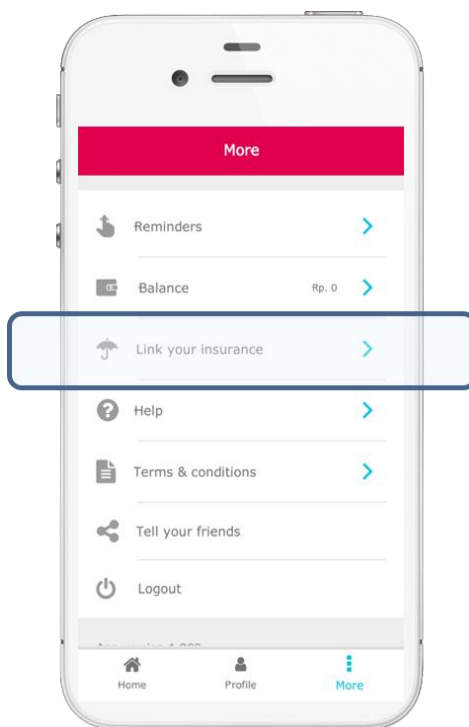 More
Reminders
Balance Rp. 0
Link your insurance
Help
Terms & conditions
Tell your friends
Logout
Home Profile More